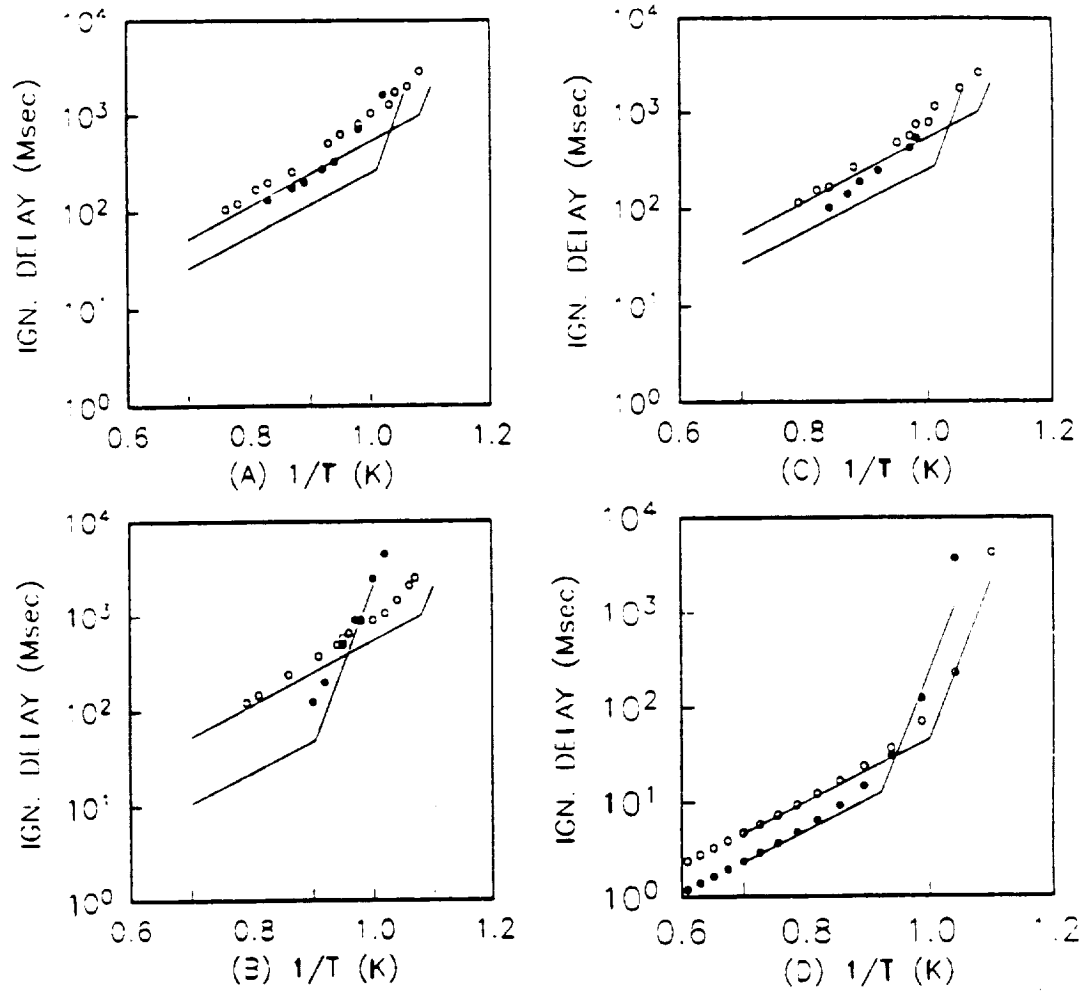 10⁴
10³
10²
10¹
10⁰
IGN. DELAY (Msec)
0.6 0.8 1.0 1.2
(A) 1/T (K)
10⁴
10³
10²
10¹
10⁰
IGN. DELAY (Msec)
0.6 0.8 1.0 1.2
(C) 1/T (K)
10⁴
10³
10²
10¹
10⁰
IGN. DELAY (Msec)
0.6 0.8 1.0 1.2
(B) 1/T (K)
10⁴
10³
10²
10¹
10⁰
IGN. DELAY (Msec)
0.6 0.8 1.0 1.2
(D) 1/T (K)